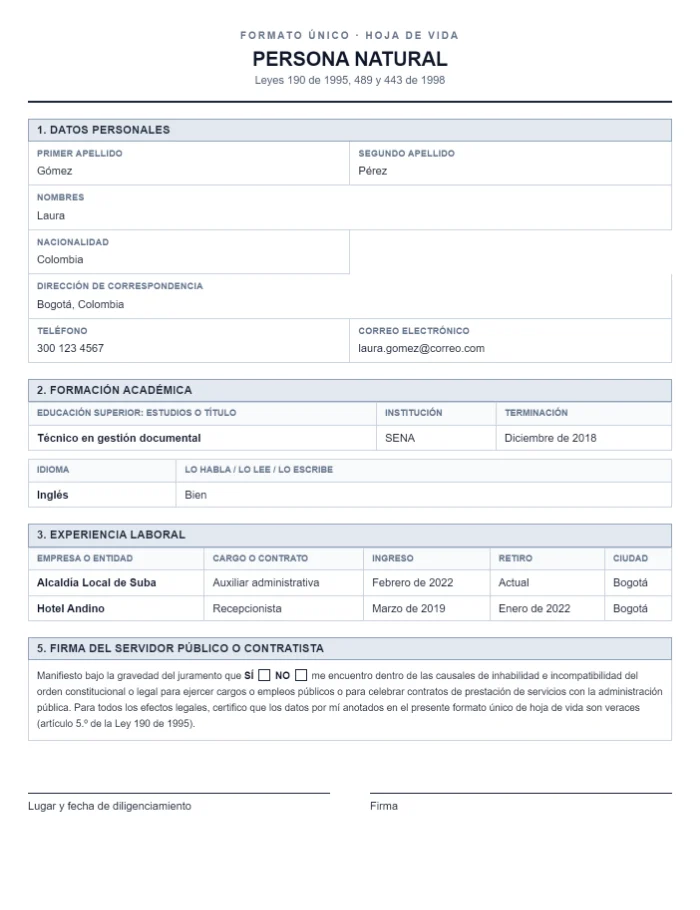 FORMATO ÚNICO · HOJA DE VIDA
PERSONA NATURAL
Leyes 190 de 1995, 489 y 443 de 1998
1. DATOS PERSONALES
PRIMER APELLIDO SEGUNDO APELLIDO
Gómez Pérez
NOMBRES
Laura
NACIONALIDAD
Colombia
DIRECCIÓN DE CORRESPONDENCIA
Bogotá, Colombia
TELÉFONO CORREO ELECTRÓNICO
300 123 4567 laura.gomez@correo.com
2. FORMACIÓN ACADÉMICA
EDUCACIÓN SUPERIOR: ESTUDIOS O TÍTULO INSTITUCIÓN TERMINACIÓN
Técnico en gestión documental SENA Diciembre de 2018
IDIOMA LO HABLA / LO LEE / LO ESCRIBE
Inglés Bien
3. EXPERIENCIA LABORAL
EMPRESA O ENTIDAD CARGO O CONTRATO INGRESO RETIRO CIUDAD
Alcaldía Local de Suba Auxiliar administrativa Febrero de 2022 Actual Bogotá
Hotel Andino Recepcionista Marzo de 2019 Enero de 2022 Bogotá
5. FIRMA DEL SERVIDOR PÚBLICO O CONTRATISTA
Manifiesto bajo la gravedad del juramento que SÍ NO me encuentro dentro de las causales de inhabilidad e incompatibilidad del
orden constitucional o legal para ejercer cargos o empleos públicos o para celebrar contratos de prestación de servicios con la administración
pública. Para todos los efectos legales, certifico que los datos por mí anotados en el presente formato único de hoja de vida son veraces
(artículo 5.º de la Ley 190 de 1995).
Lugar y fecha de diligenciamiento Firma